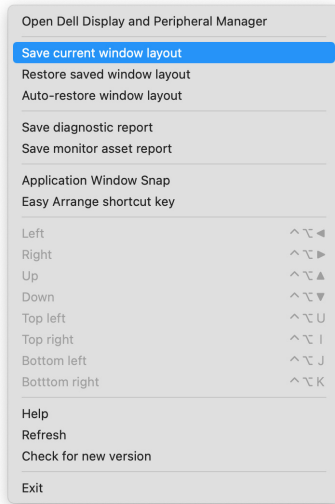 Open Dell Display and Peripheral Manager
Save current window layout
Restore saved window layout
Auto-restore window layout
Save diagnostic report
Save monitor asset report
Application Window Snap
Easy Arrange shortcut key
Left ^⌥◀
Right ^⌥▶
Up ^⌥▲
Down ^⌥▼
Top left ^⌥U
Top right ^⌥I
Bottom left ^⌥J
Botttom right ^⌥K
Help
Refresh
Check for new version
Exit